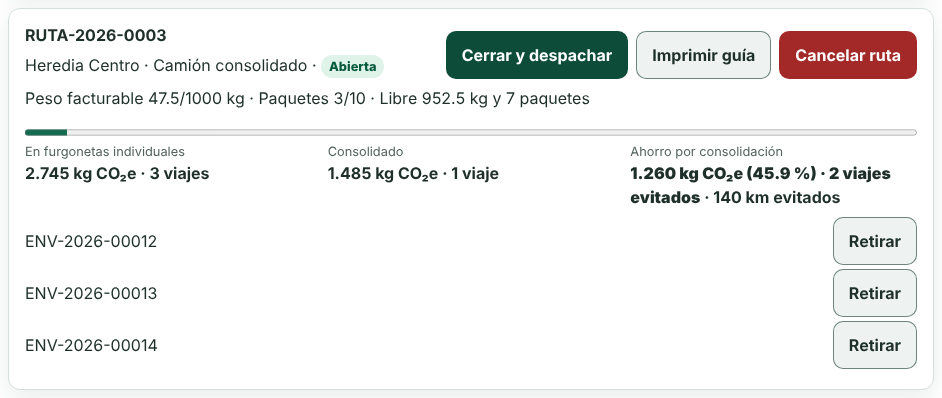 RUTA-2026-0003
Heredia Centro · Camión consolidado · Abierta
Cerrar y despachar
Imprimir guía
Cancelar ruta
Peso facturable 47.5/1000 kg · Paquetes 3/10 · Libre 952.5 kg y 7 paquetes
En furgonetas individuales
2.745 kg CO₂e · 3 viajes
Consolidado
1.485 kg CO₂e · 1 viaje
Ahorro por consolidación
1.260 kg CO₂e (45.9 %) · 2 viajes
evitados · 140 km evitados
ENV-2026-00012
Retirar
ENV-2026-00013
Retirar
ENV-2026-00014
Retirar